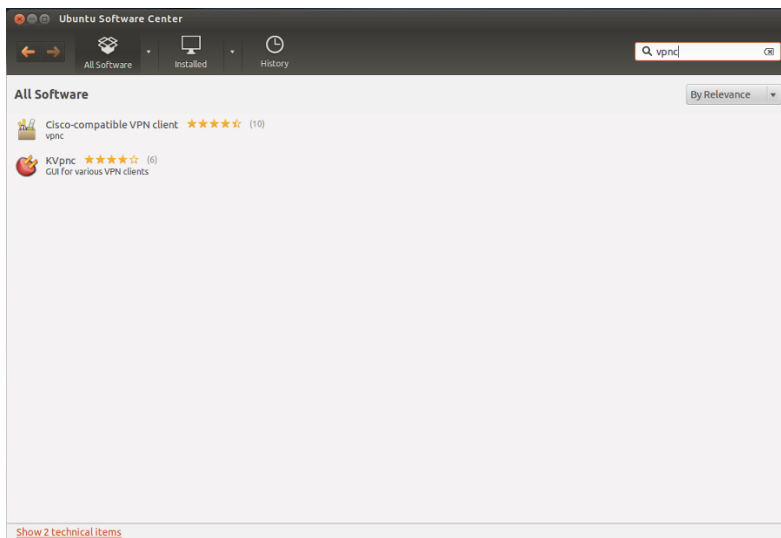 Ubuntu Software Center
All Software
Installed
History
vpnc
All Software
By Relevance
Cisco-compatible VPN client (10)
vpnc
KVpnc (6)
GUI for various VPN clients
Show 2 technical items